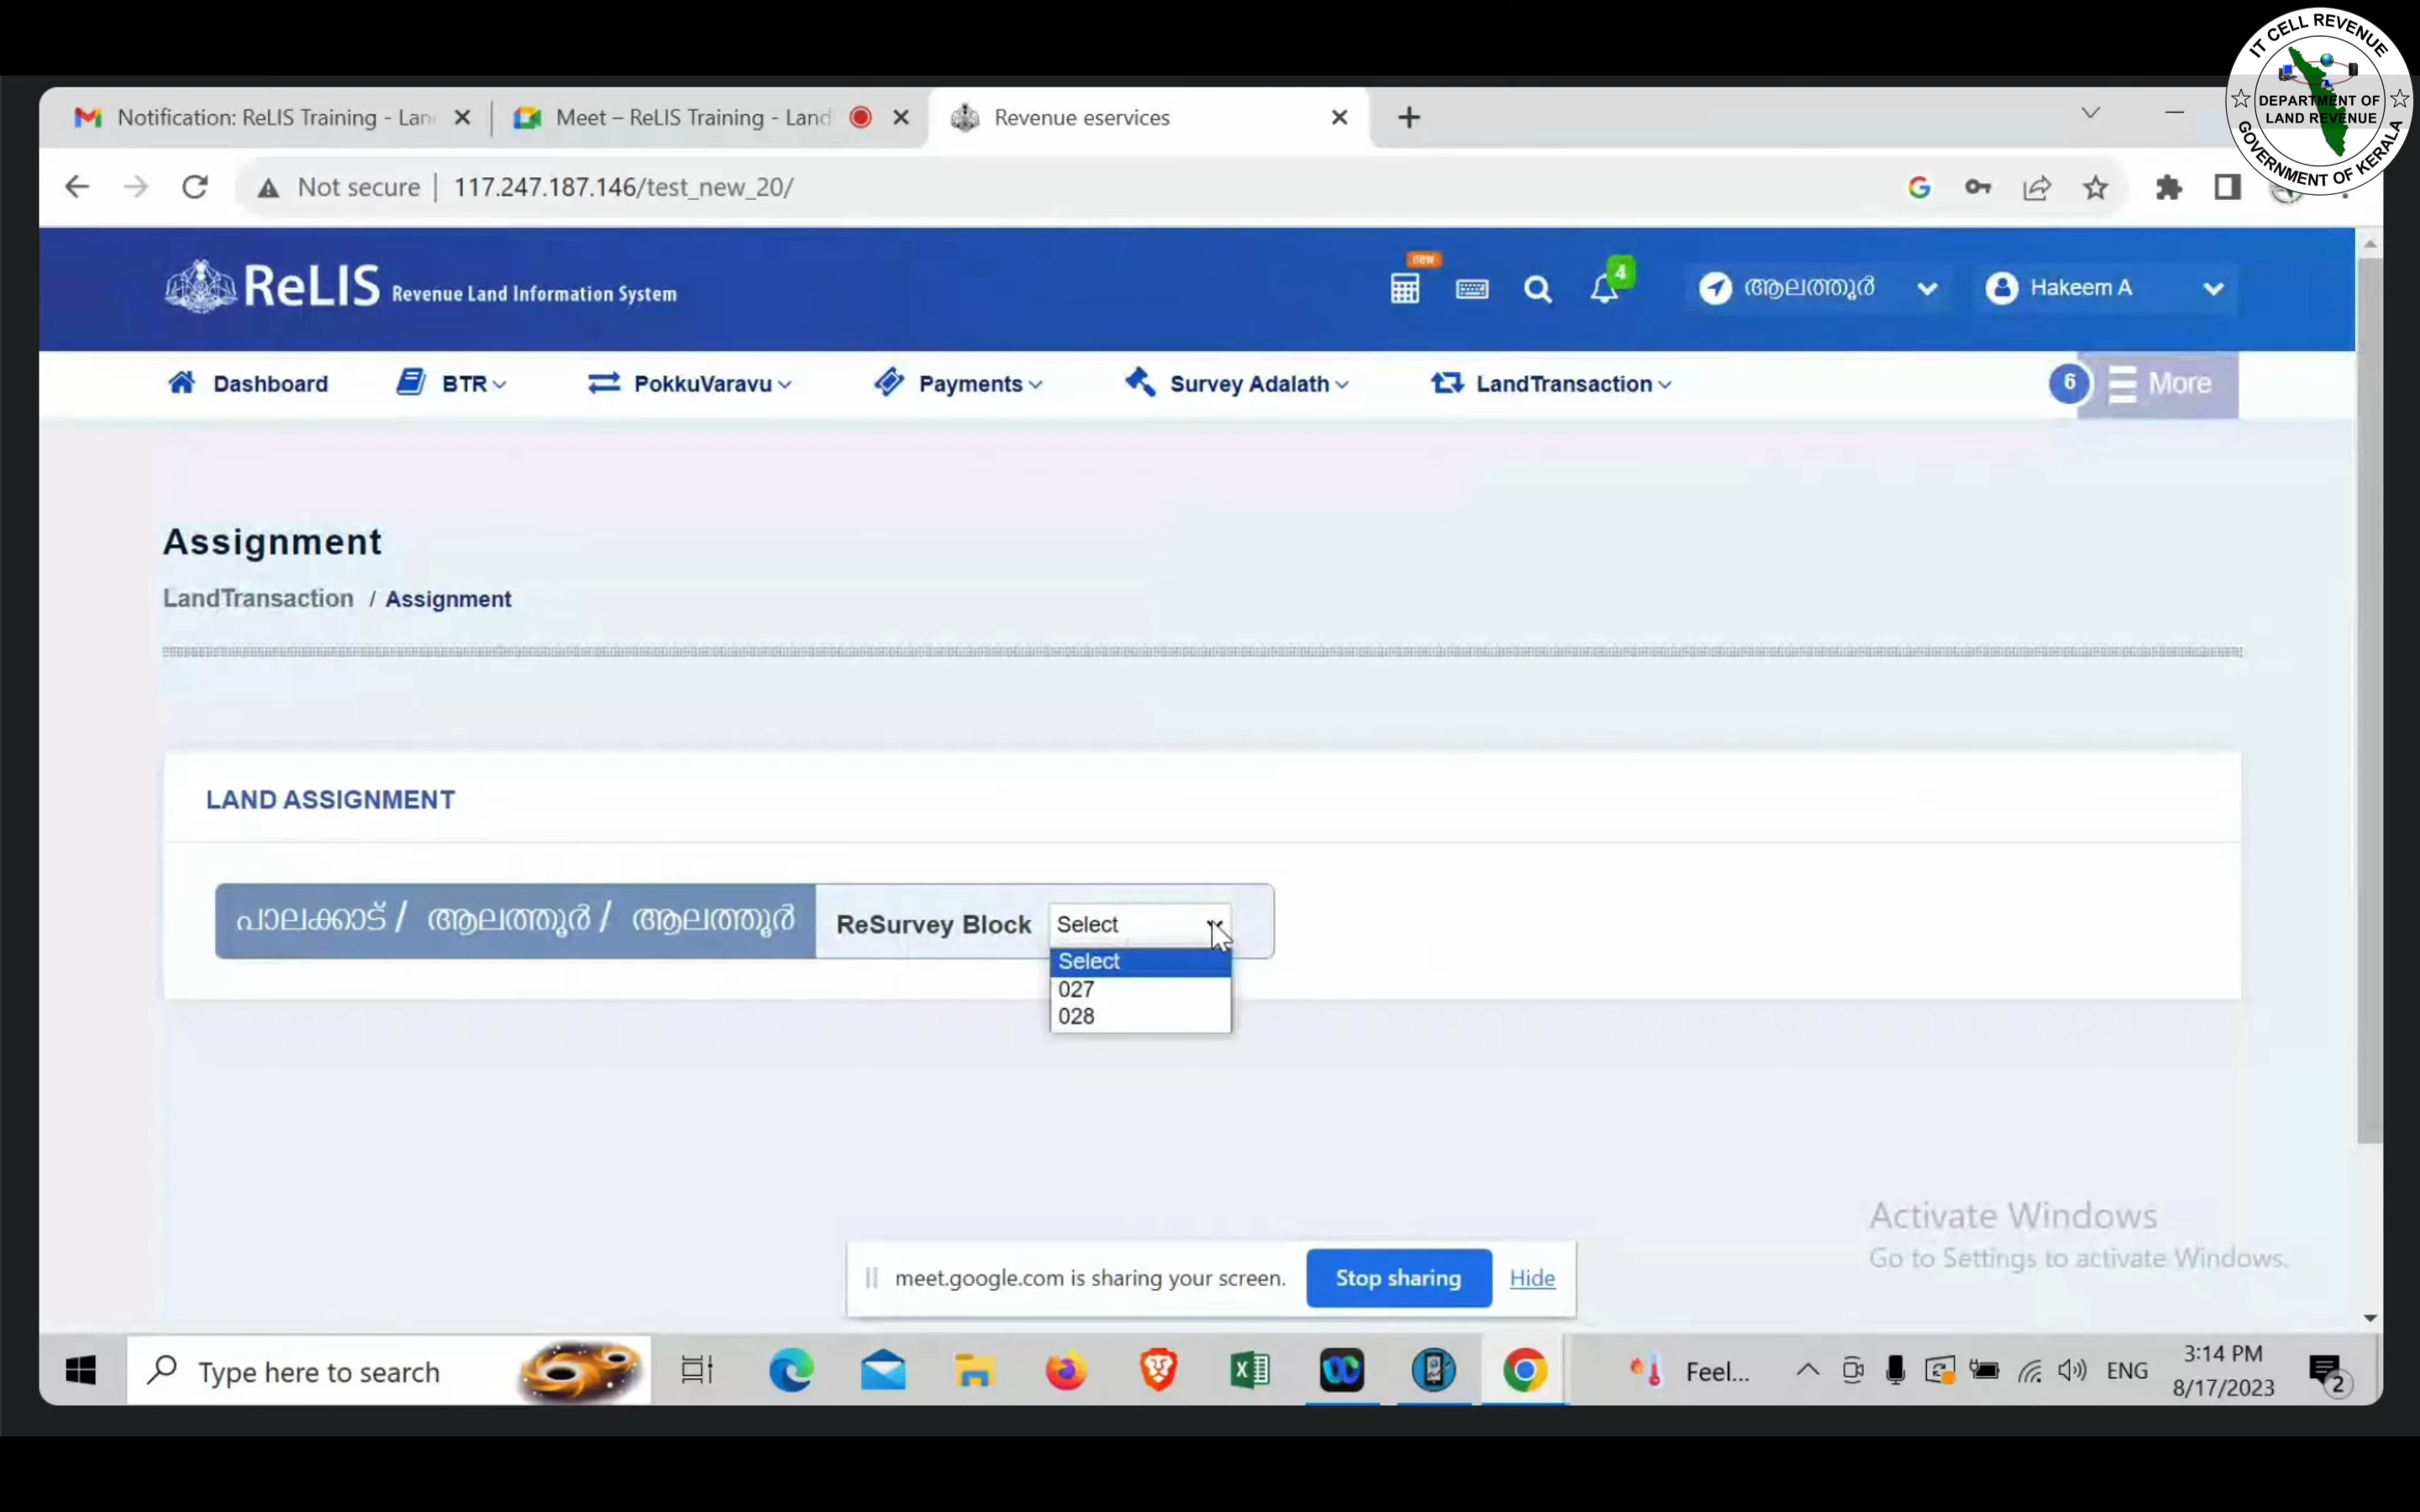 IT CELL REVENUE
DEPARTMENT OF
LAND REVENUE
GOVERNMENT OF KERALA
Notification: ReLIS Training - Lan
Meet – ReLIS Training - Land
Revenue eservices
Not secure
117.247.187.146/test_new_20/
ReLIS Revenue Land Information System
new
4
ആലത്തൂർ
Hakeem A
Dashboard
BTR
PokkuVaravu
Payments
Survey Adalath
LandTransaction
6
More
Assignment
LandTransaction / Assignment
LAND ASSIGNMENT
പാലക്കാട് / ആലത്തൂർ / ആലത്തൂർ
ReSurvey Block
Select
Select
027
028
Activate Windows
Go to Settings to activate Windows.
meet.google.com is sharing your screen.
Stop sharing
Hide
Type here to search
Feel...
ENG
3:14 PM
8/17/2023
2